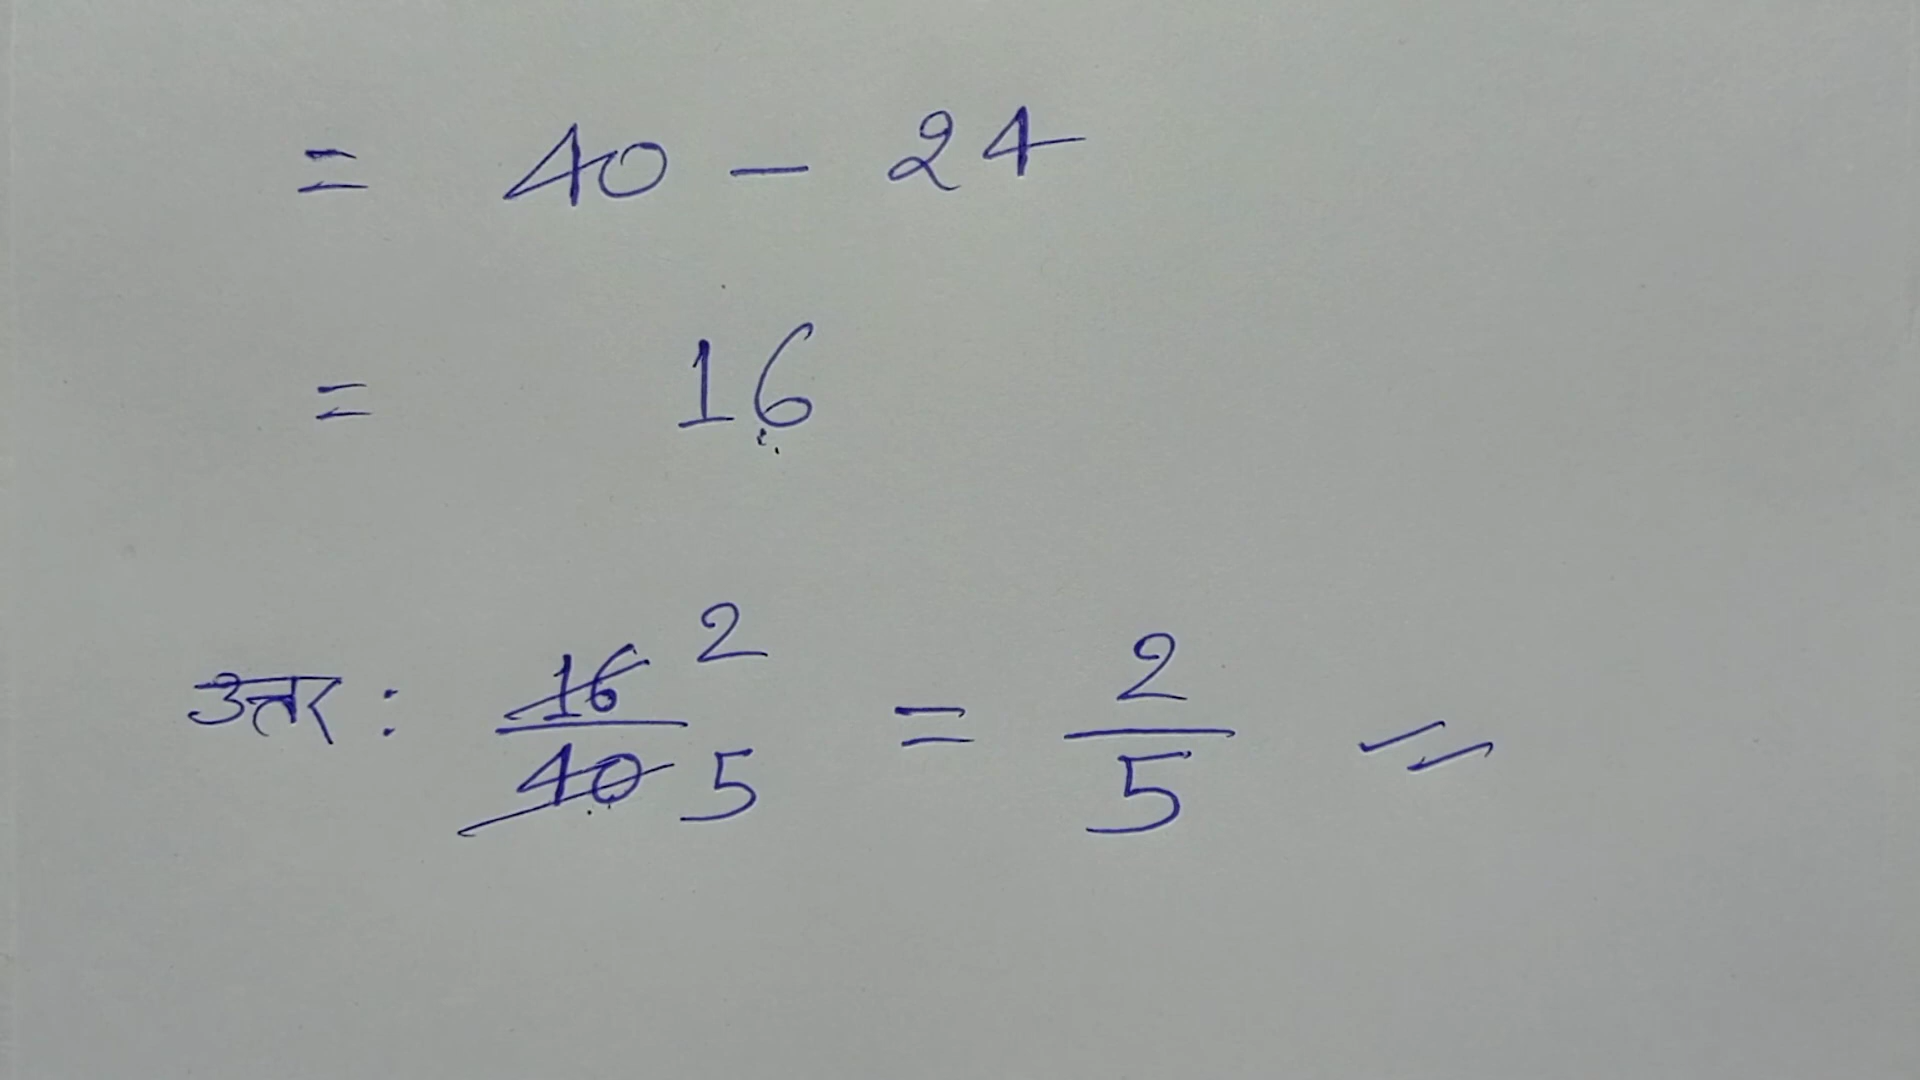 = 40 - 24
= 16
उत्तर : 16/40 2/5 = 2/5